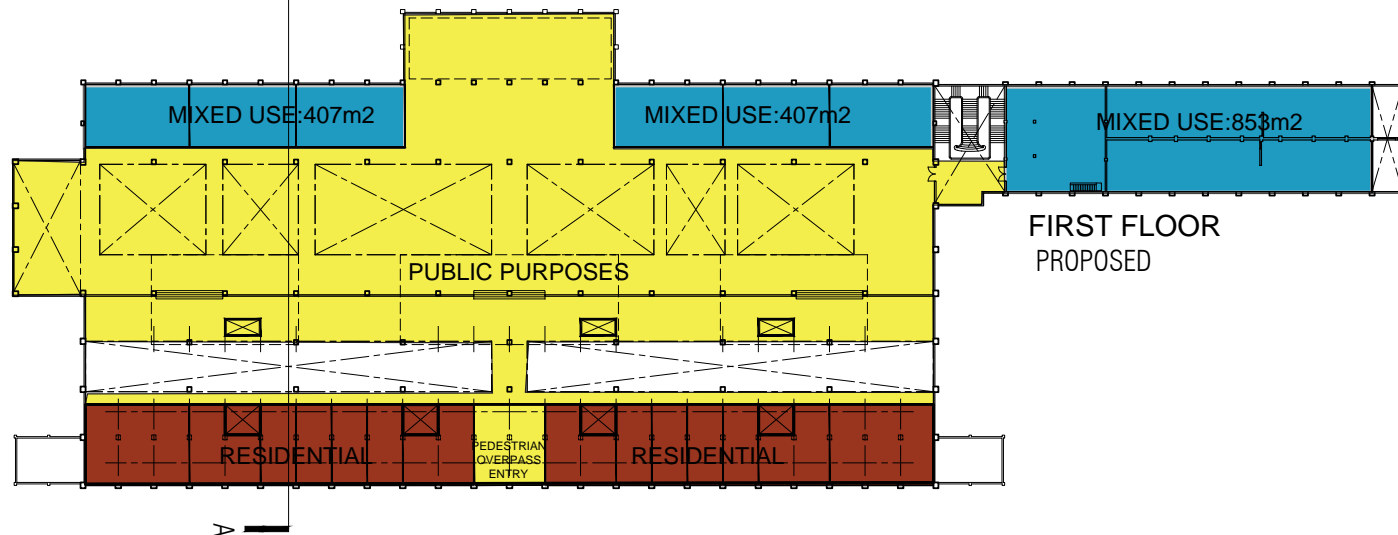 MIXED USE:407m2
MIXED USE:407m2
MIXED USE:853m2
FIRST FLOOR
PROPOSED
PUBLIC PURPOSES
RESIDENTIAL
PEDESTRIAN
OVERPASS
ENTRY
RESIDENTIAL
A